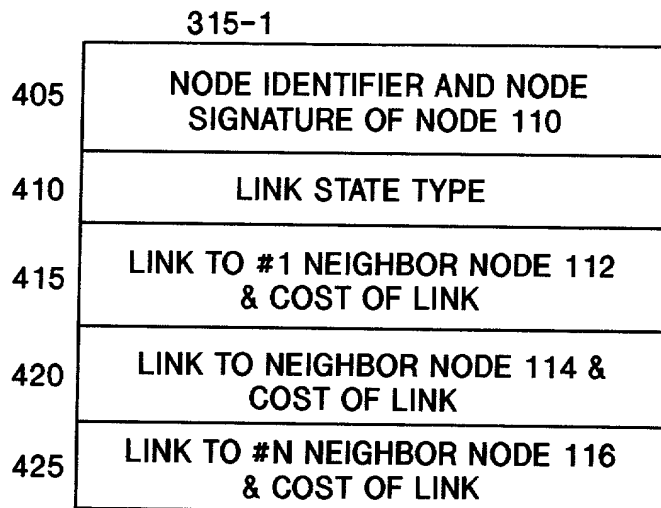 315-1
405
NODE IDENTIFIER AND NODE
SIGNATURE OF NODE 110
410
LINK STATE TYPE
415
LINK TO #1 NEIGHBOR NODE 112
& COST OF LINK
420
LINK TO NEIGHBOR NODE 114 &
COST OF LINK
425
LINK TO #N NEIGHBOR NODE 116
& COST OF LINK